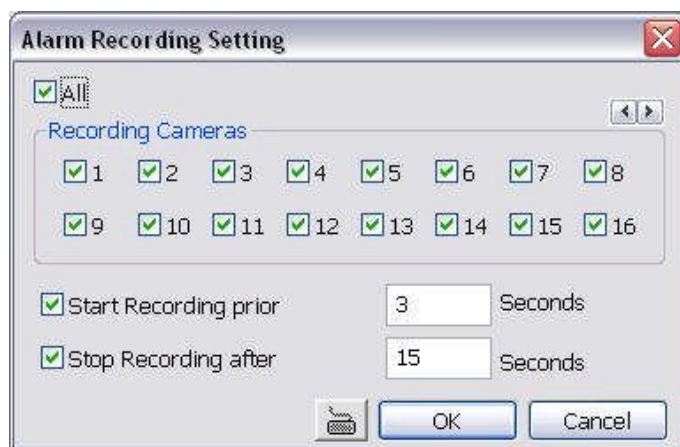 Alarm Recording Setting
All
Recording Cameras
1 2 3 4 5 6 7 8
9 10 11 12 13 14 15 16
Start Recording prior 3 Seconds
Stop Recording after 15 Seconds
OK Cancel